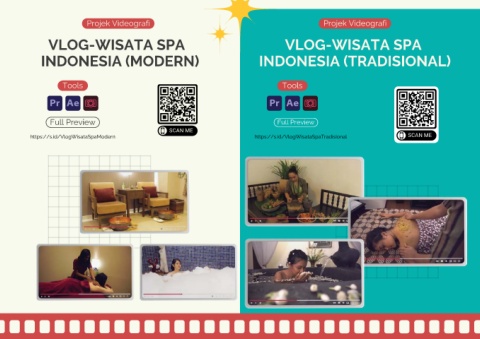 Projek Videografi
VLOG-WISATA SPA
INDONESIA (MODERN)
Tools
Pr Ae
Full Preview
SCAN ME
https://s.id/VlogWisataSpaModern
Projek Videografi
VLOG-WISATA SPA
INDONESIA (TRADISIONAL)
Tools
Pr Ae
Full Preview
SCAN ME
https://s.id/VlogWisataSpaTradisional